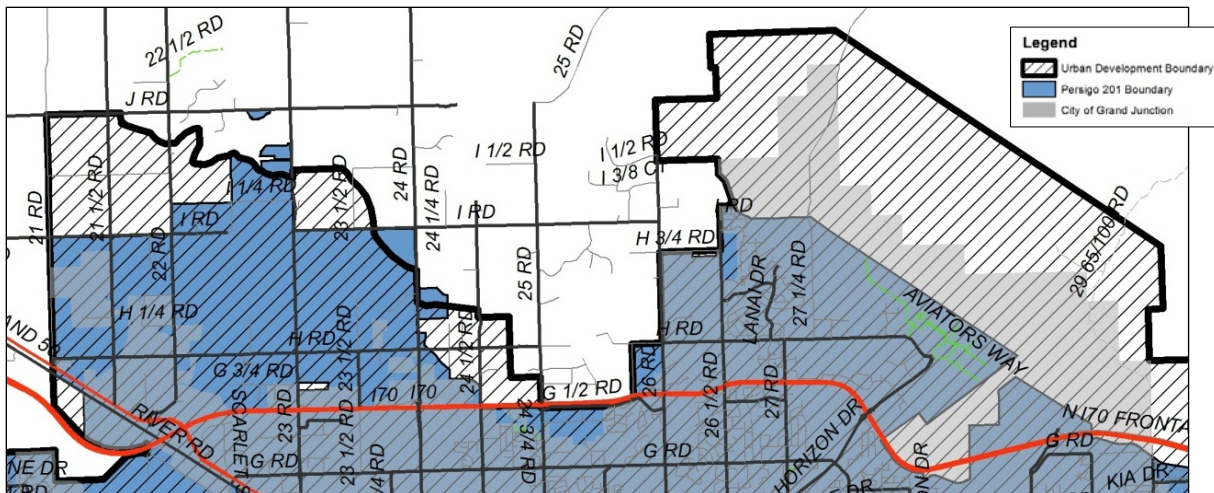 22 1/2 RD
25 RD
Legend
Urban Development Boundary
Persigo 201 Boundary
City of Grand Junction
J RD
I 1/2 RD
I 1/2 RD
I 3/8 CT
21 RD
21 1/2 RD
I 1/4 RD
23 1/2 RD
24 RD
24 1/4 RD
I RD
I RD
22 RD
H 3/4 RD
25 RD
29 65/100 RD
LANAN DR
27 1/4 RD
H 1/4 RD
AVIATORS WAY
H RD
23 1/2 RD
24 1/2 RD
H RD
26 RD
G 3/4 RD
I70
I70
G 1/2 RD
SCARLETT
RIVER RD
23 RD
23 1/2 RD
24 3/4 RD
26 1/2 RD
27 RD
HORIZON DR
N I70 FRONTA
G RD
G RD
G RD
NE DR
4 RD
KIA DR